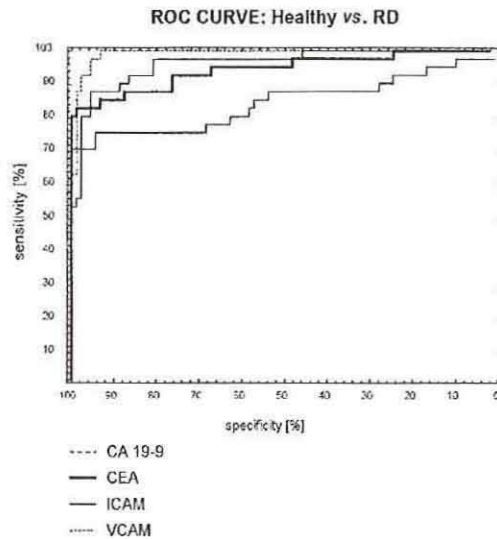 ROC CURVE: Healthy vs. RD
100
90
80
70
60
50
40
30
20
10
sensitivity [%]
100 90 80 70 60 50 40 30 20 10 0
specificity [%]
CA 19-9
CEA
ICAM
VCAM